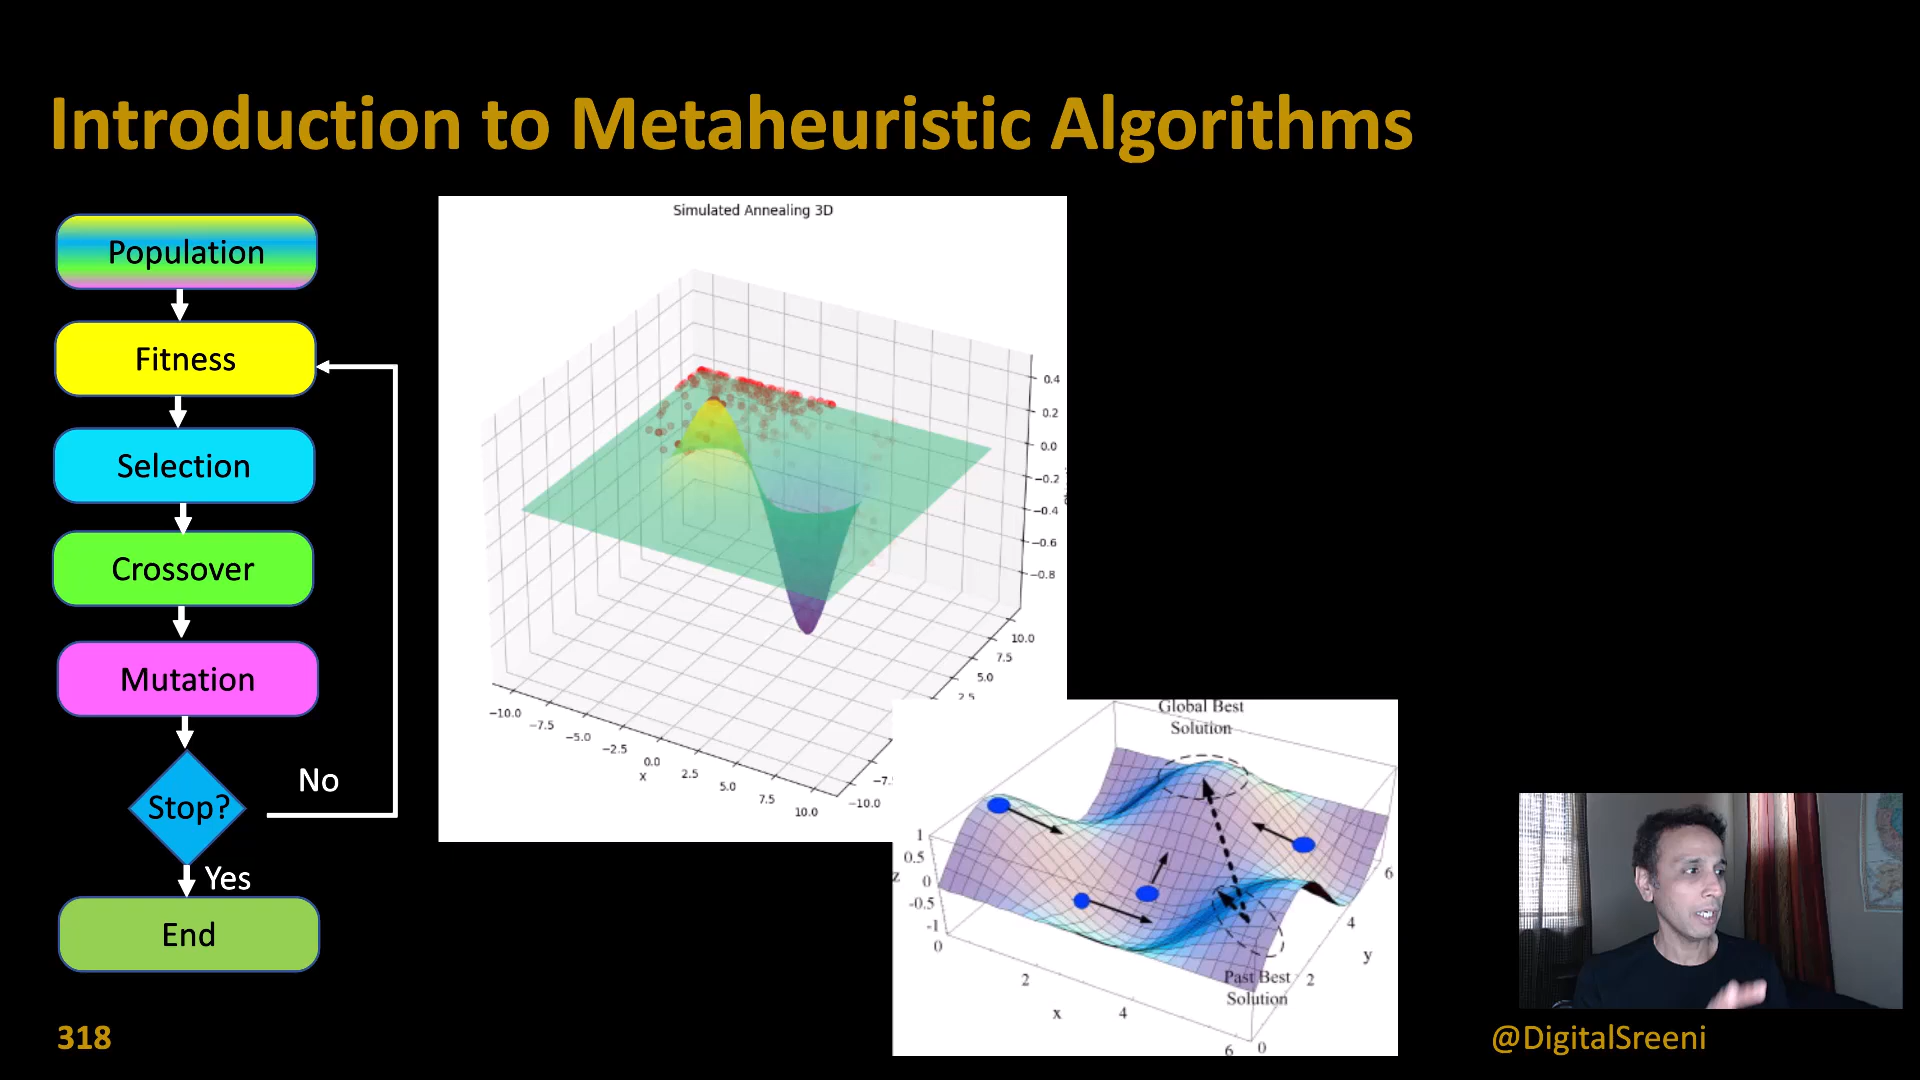 Introduction to Metaheuristic Algorithms
Population
Fitness
Selection
Crossover
Mutation
Stop?
No
Yes
End
Simulated Annealing 3D
0.4
0.2
0.0
−0.2
−0.4
−0.6
−0.8
10.0
7.5
5.0
2.5
−10.0
−7.5
−5.0
−2.5
0.0
2.5
5.0
7.5
10.0
x
−7.
−10.0
Global Best
Solution
1
0.5
0
-0.5
-1
z
0
2
4
6
x
0
2
4
6
y
Past Best
Solution
318
@DigitalSreeni